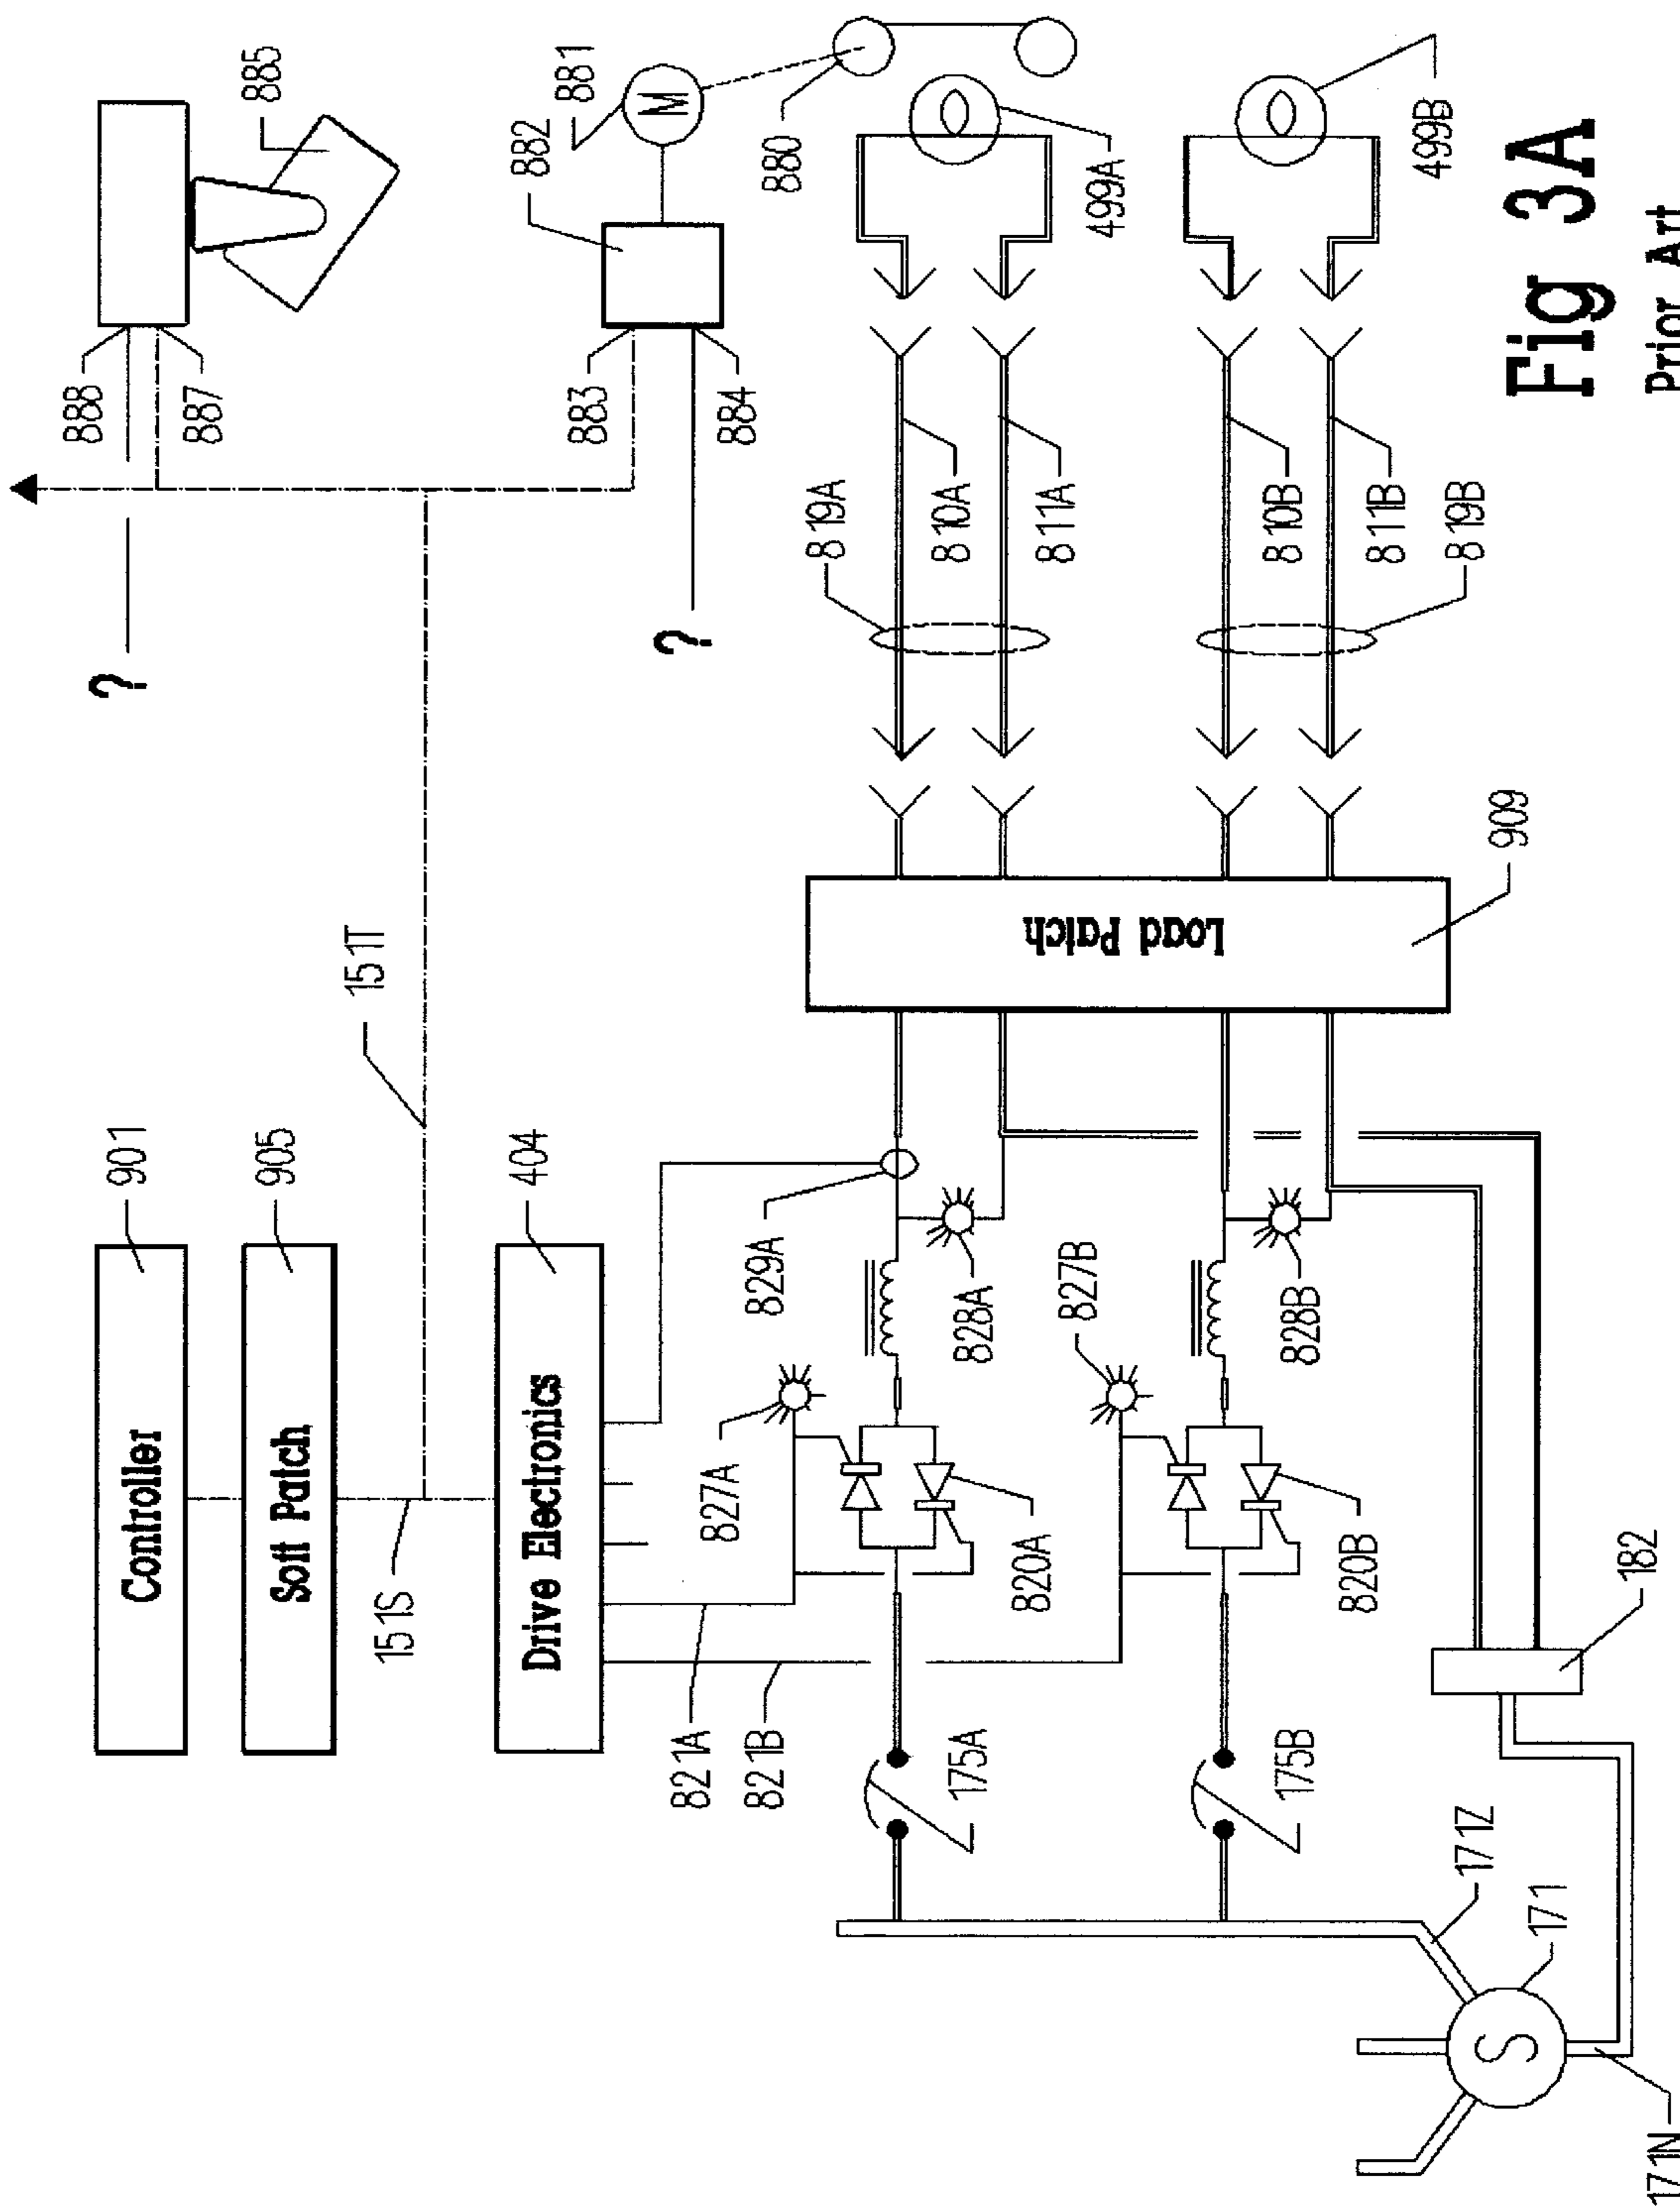 901
Controller
905
Soft Patch
151S
151T
404
Drive Electronics
888
887
885
?
882
881
M
883
884
?
880
821A
821B
827A
829A
828A
820A
175A
827B
828B
820B
175B
Load Patch
909
819A
810A
811A
499A
810B
811B
819B
499B
182
171Z
171
S
171N
Fig 3A
Prior Art